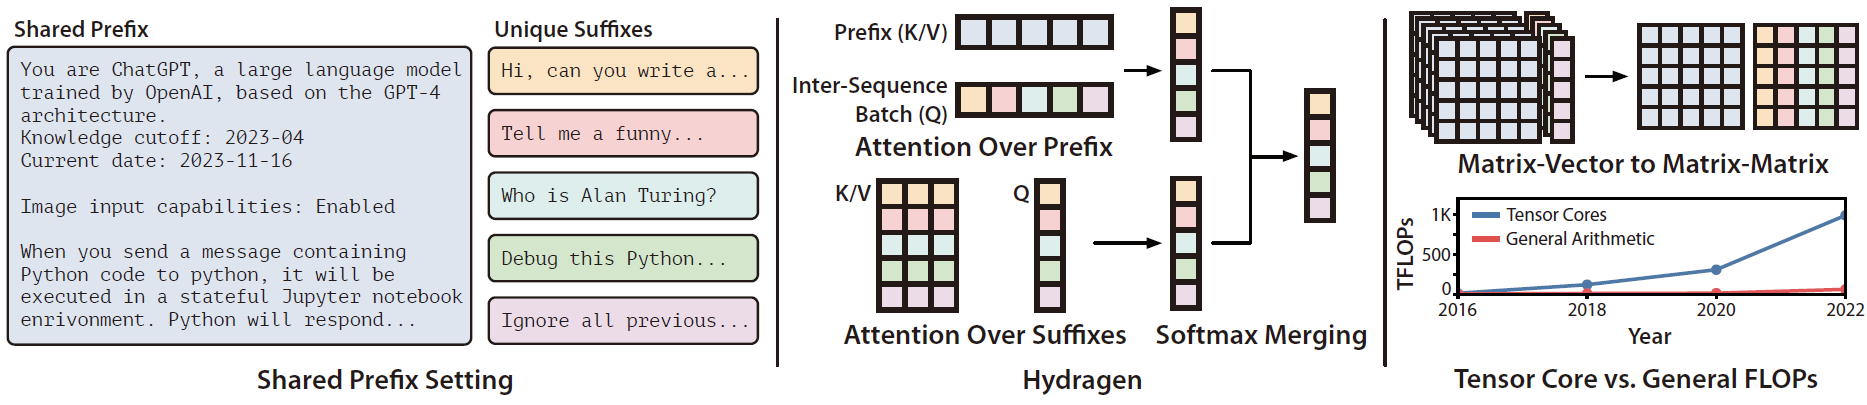 Shared Prefix
You are ChatGPT, a large language model
trained by OpenAI, based on the GPT-4
architecture.
Knowledge cutoff: 2023-04
Current date: 2023-11-16
Image input capabilities: Enabled
When you send a message containing
Python code to python, it will be
executed in a stateful Jupyter notebook
enrivonment. Python will respond...
Unique Suffixes
Hi, can you write a...
Tell me a funny...
Who is Alan Turing?
Debug this Python...
Ignore all previous...
Shared Prefix Setting
Prefix (K/V)
Inter-Sequence
Batch (Q)
Attention Over Prefix
K/V
Q
Attention Over Suffixes
Softmax Merging
Hydragen
Matrix-Vector to Matrix-Matrix
TFLOPs
1K
500
0
Tensor Cores
General Arithmetic
2016
2018
2020
2022
Year
Tensor Core vs. General FLOPs